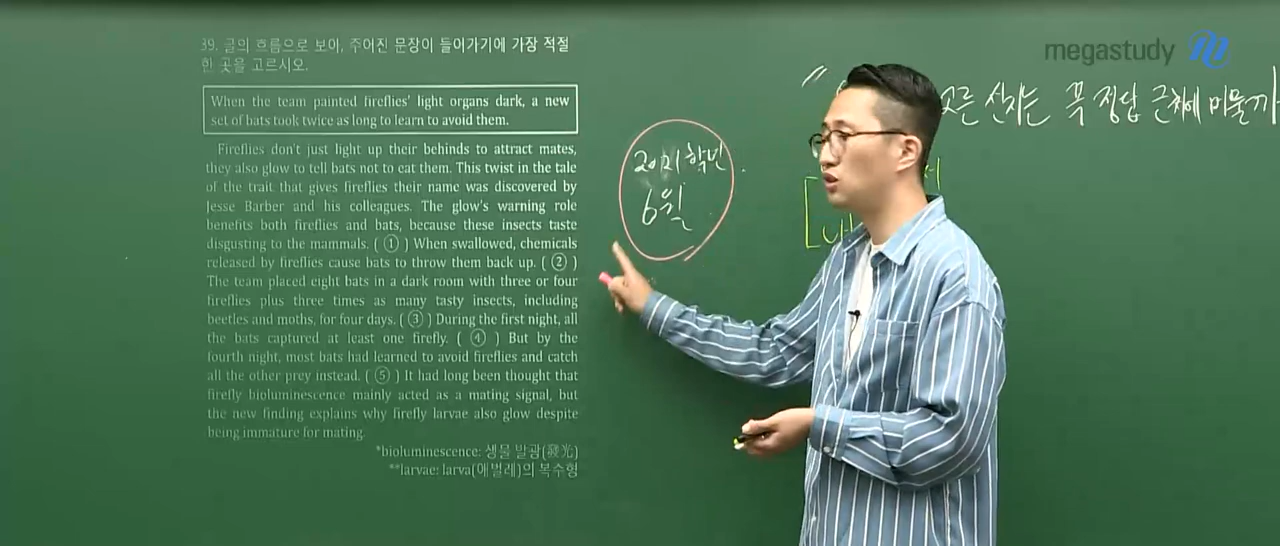 39. 글의 흐름으로 보아, 주어진 문장이 들어가기에 가장 적절
한 곳을 고르시오.
When the team painted fireflies' light organs dark, a new
set of bats took twice as long to learn to avoid them.
Fireflies don't just light up their behinds to attract mates,
they also glow to tell bats not to eat them. This twist in the tale
of the trait that gives fireflies their name was discovered by
Jesse Barber and his colleagues. The glow's warning role
benefits both fireflies and bats, because these insects taste
disgusting to the mammals. ( ① ) When swallowed, chemicals
released by fireflies cause bats to throw them back up. ( ② )
The team placed eight bats in a dark room with three or four
fireflies plus three times as many tasty insects, including
beetles and moths, for four days. ( ③ ) During the first night, all
the bats captured at least one firefly. ( ④ ) But by the
fourth night, most bats had learned to avoid fireflies and catch
all the other prey instead. ( ⑤ ) It had long been thought that
firefly bioluminescence mainly acted as a mating signal, but
the new finding explains why firefly larvae also glow despite
being immature for mating.
*bioluminescence: 생물 발광(發光)
**larvae: larva(애벌레)의 복수형
2021학년
6월
megastudy
꼭 정답 근처에 머물